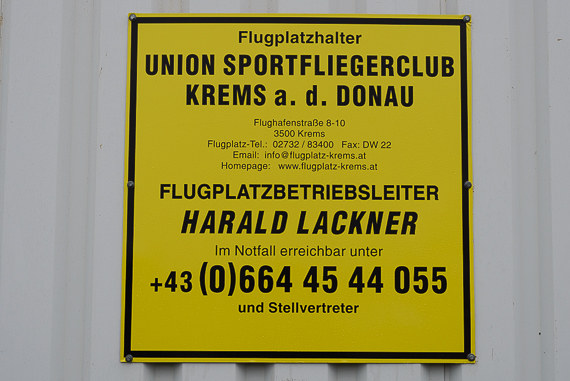 Flugplatzhalter
UNION SPORTFLIEGERCLUB
KREMS a. d. DONAU
Flughafenstraße 8-10
3500 Krems
Flugplatz-Tel.: 02732 / 83400 Fax: DW 22
Email: info@flugplatz-krems.at
Homepage: www.flugplatz-krems.at
FLUGPLATZBETRIEBSLEITER
HARALD LACKNER
Im Notfall erreichbar unter
+43 (0)664 45 44 055
und Stellvertreter